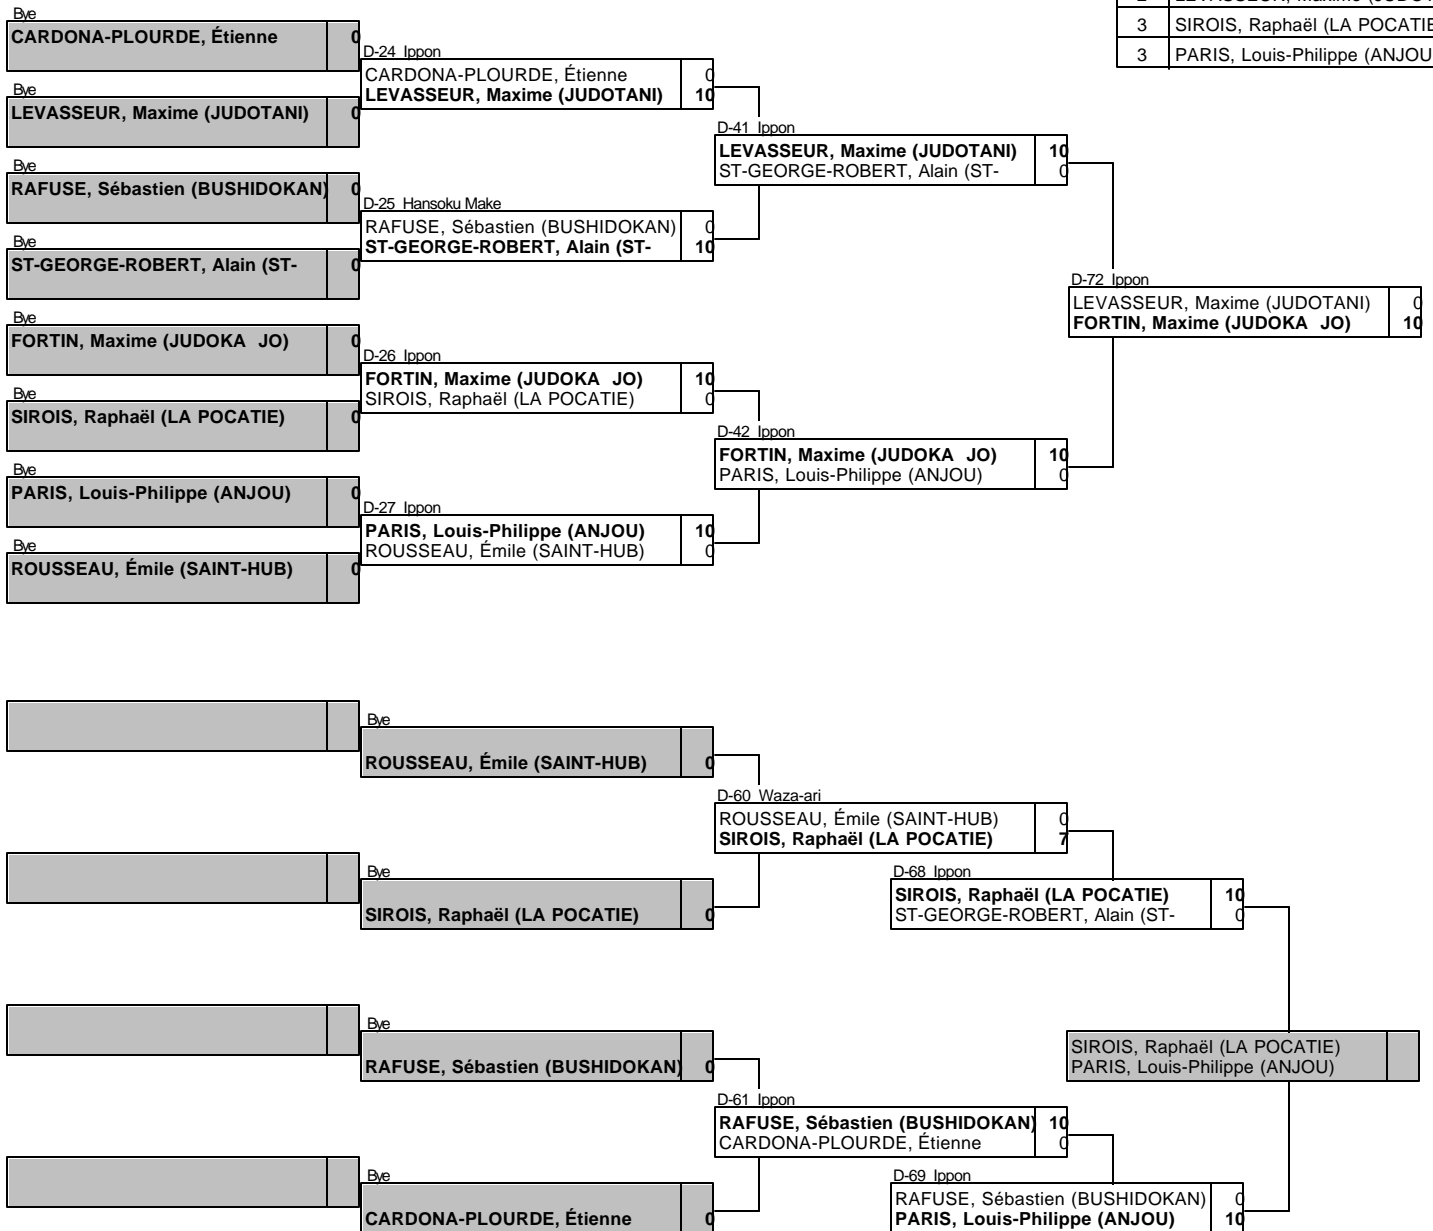 2 LEVASSEUR, Maxime
3 SIROIS, Raphaël (LA POCATIE
3 PARIS, Louis-Philippe (ANJOU
Bye
CARDONA-PLOURDE, Étienne 0
Bye
LEVASSEUR, Maxime (JUDOTANI) 0
Bye
RAFUSE, Sébastien (BUSHIDOKAN) 0
Bye
ST-GEORGE-ROBERT, Alain (ST- 0
Bye
FORTIN, Maxime (JUDOKA JO) 0
Bye
SIROIS, Raphaël (LA POCATIE) 0
Bye
PARIS, Louis-Philippe (ANJOU) 0
Bye
ROUSSEAU, Émile (SAINT-HUB) 0
D-24 Ippon
CARDONA-PLOURDE, Étienne 0
LEVASSEUR, Maxime (JUDOTANI) 10
D-25 Hansoku Make
RAFUSE, Sébastien (BUSHIDOKAN) 0
ST-GEORGE-ROBERT, Alain (ST- 10
D-26 Ippon
FORTIN, Maxime (JUDOKA JO) 10
SIROIS, Raphaël (LA POCATIE) 0
D-27 Ippon
PARIS, Louis-Philippe (ANJOU) 10
ROUSSEAU, Émile (SAINT-HUB) 0
D-41 Ippon
LEVASSEUR, Maxime (JUDOTANI) 10
ST-GEORGE-ROBERT, Alain (ST- 0
D-42 Ippon
FORTIN, Maxime (JUDOKA JO) 10
PARIS, Louis-Philippe (ANJOU) 0
D-72 Ippon
LEVASSEUR, Maxime (JUDOTANI) 0
FORTIN, Maxime (JUDOKA JO) 10
Bye
ROUSSEAU, Émile (SAINT-HUB) 0
Bye
SIROIS, Raphaël (LA POCATIE) 0
Bye
RAFUSE, Sébastien (BUSHIDOKAN) 0
Bye
CARDONA-PLOURDE, Étienne 0
D-60 Waza-ari
ROUSSEAU, Émile (SAINT-HUB) 0
SIROIS, Raphaël (LA POCATIE) 7
D-61 Ippon
RAFUSE, Sébastien (BUSHIDOKAN) 10
CARDONA-PLOURDE, Étienne 0
D-68 Ippon
SIROIS, Raphaël (LA POCATIE) 10
ST-GEORGE-ROBERT, Alain (ST- 0
D-69 Ippon
RAFUSE, Sébastien (BUSHIDOKAN) 0
PARIS, Louis-Philippe (ANJOU) 10
SIROIS, Raphaël (LA POCATIE)
PARIS, Louis-Philippe (ANJOU)